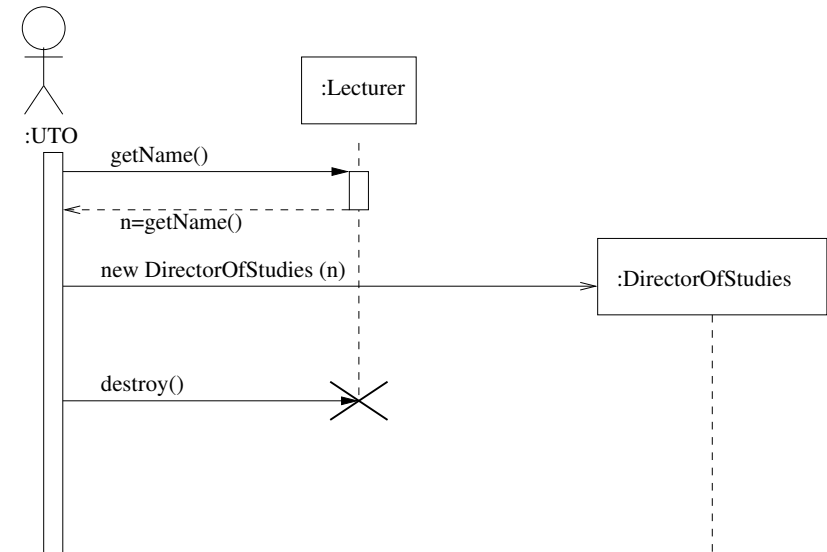 :Lecturer
:UTO
getName()
n=getName()
new DirectorOfStudies (n)
:DirectorOfStudies
destroy()